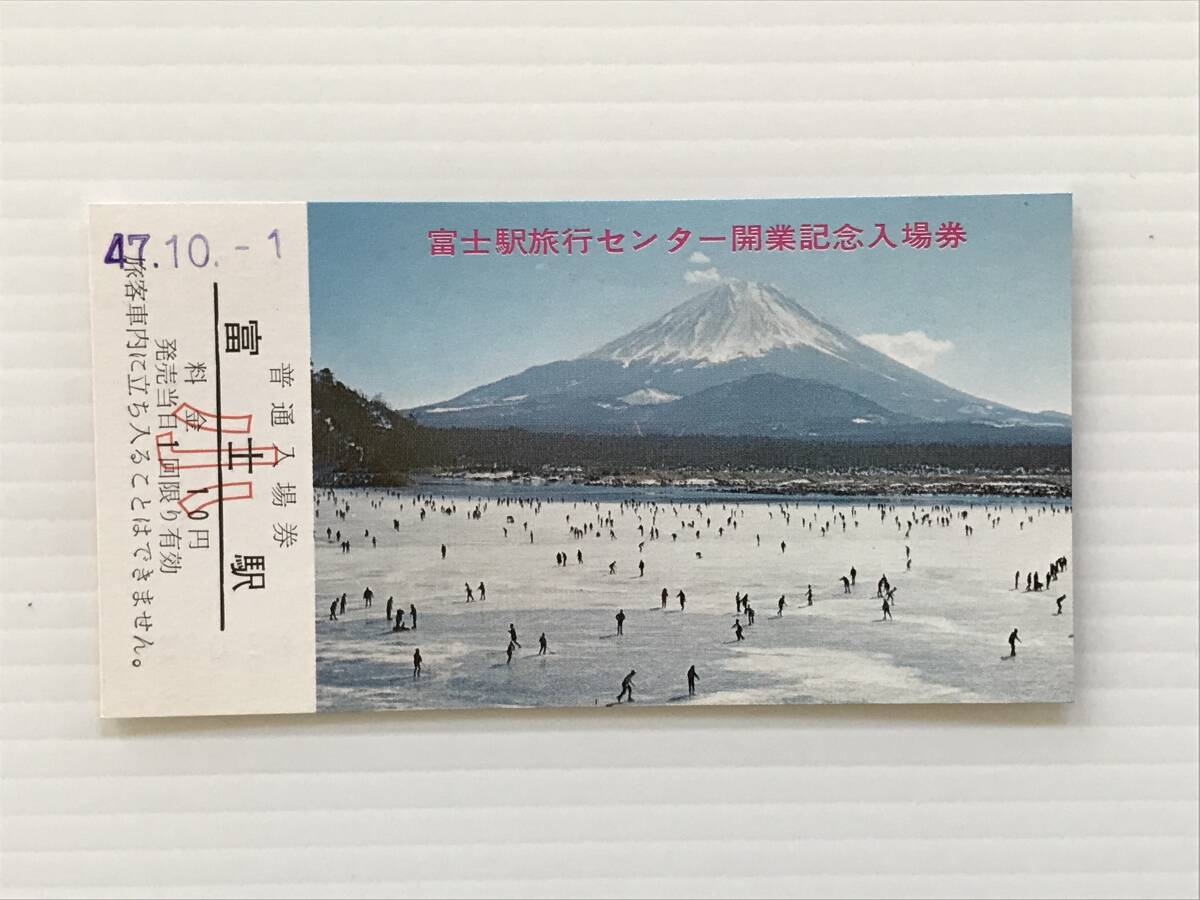 富士駅旅行センター開業記念入場券
47.10.-1
普通入場券
富士駅
小
料金10円
発売当日1回限り有効
旅客車内に立ち入ることはできません。